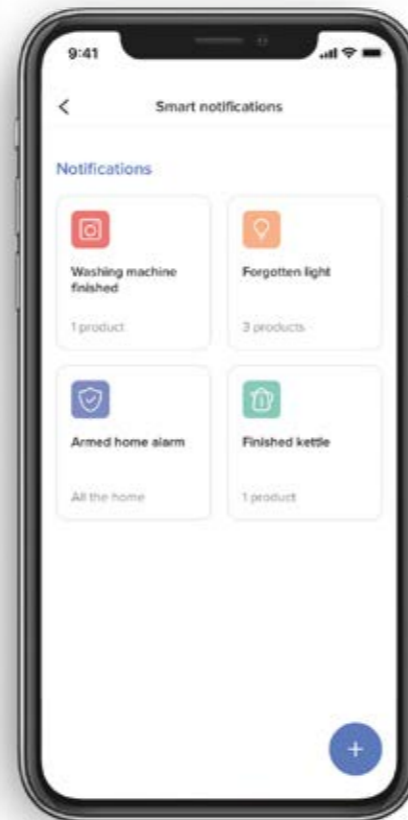 9:41
Smart notifications
Notifications
Washing machine
finished
1 product
Forgotten light
3 products
Armed home alarm
All the home
Finished kettle
1 product